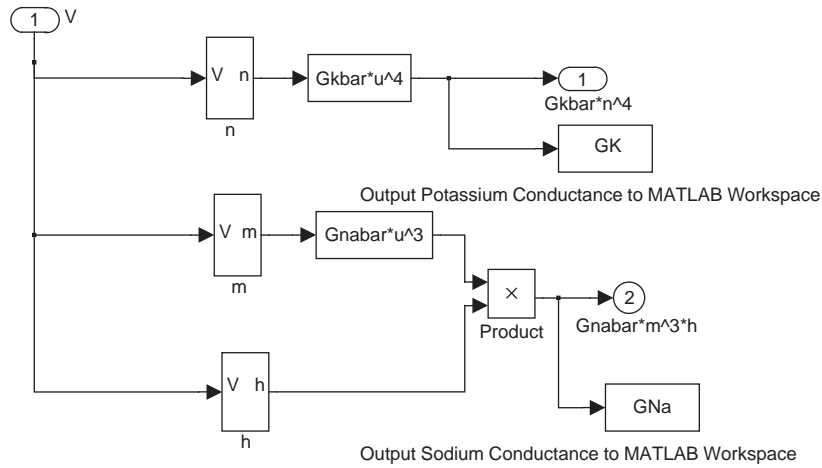 1 V
V n
n
Gkbar*u^4
1
Gkbar*n^4
GK
Output Potassium Conductance to MATLAB Workspace
V m
m
Gnabar*u^3
×
Product
2
Gnabar*m^3*h
V h
h
GNa
Output Sodium Conductance to MATLAB Workspace